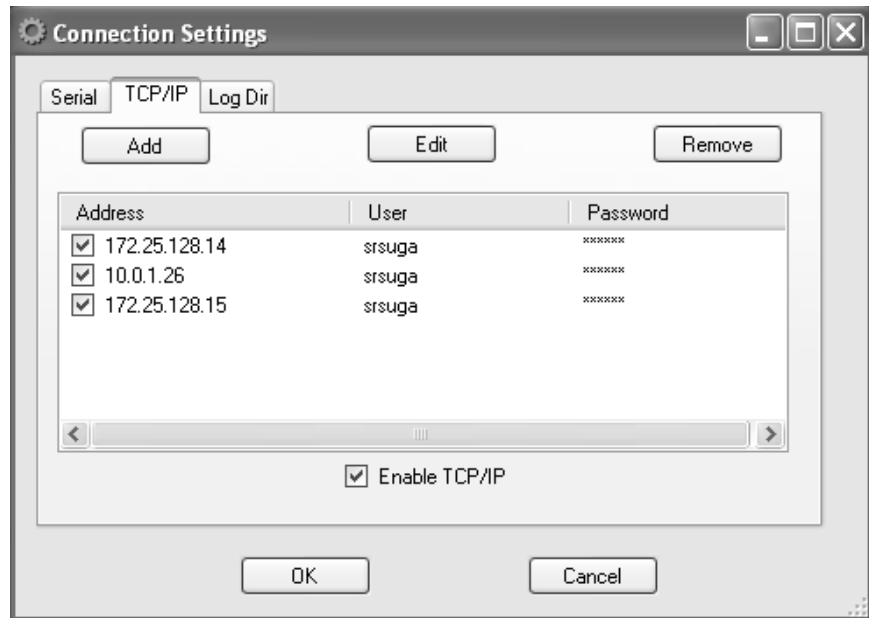 Connection Settings
Serial TCP/IP Log Dir
Add Edit Remove
Address User Password
172.25.128.14 srsuga ******
10.0.1.26 srsuga ******
172.25.128.15 srsuga ******
Enable TCP/IP
OK Cancel